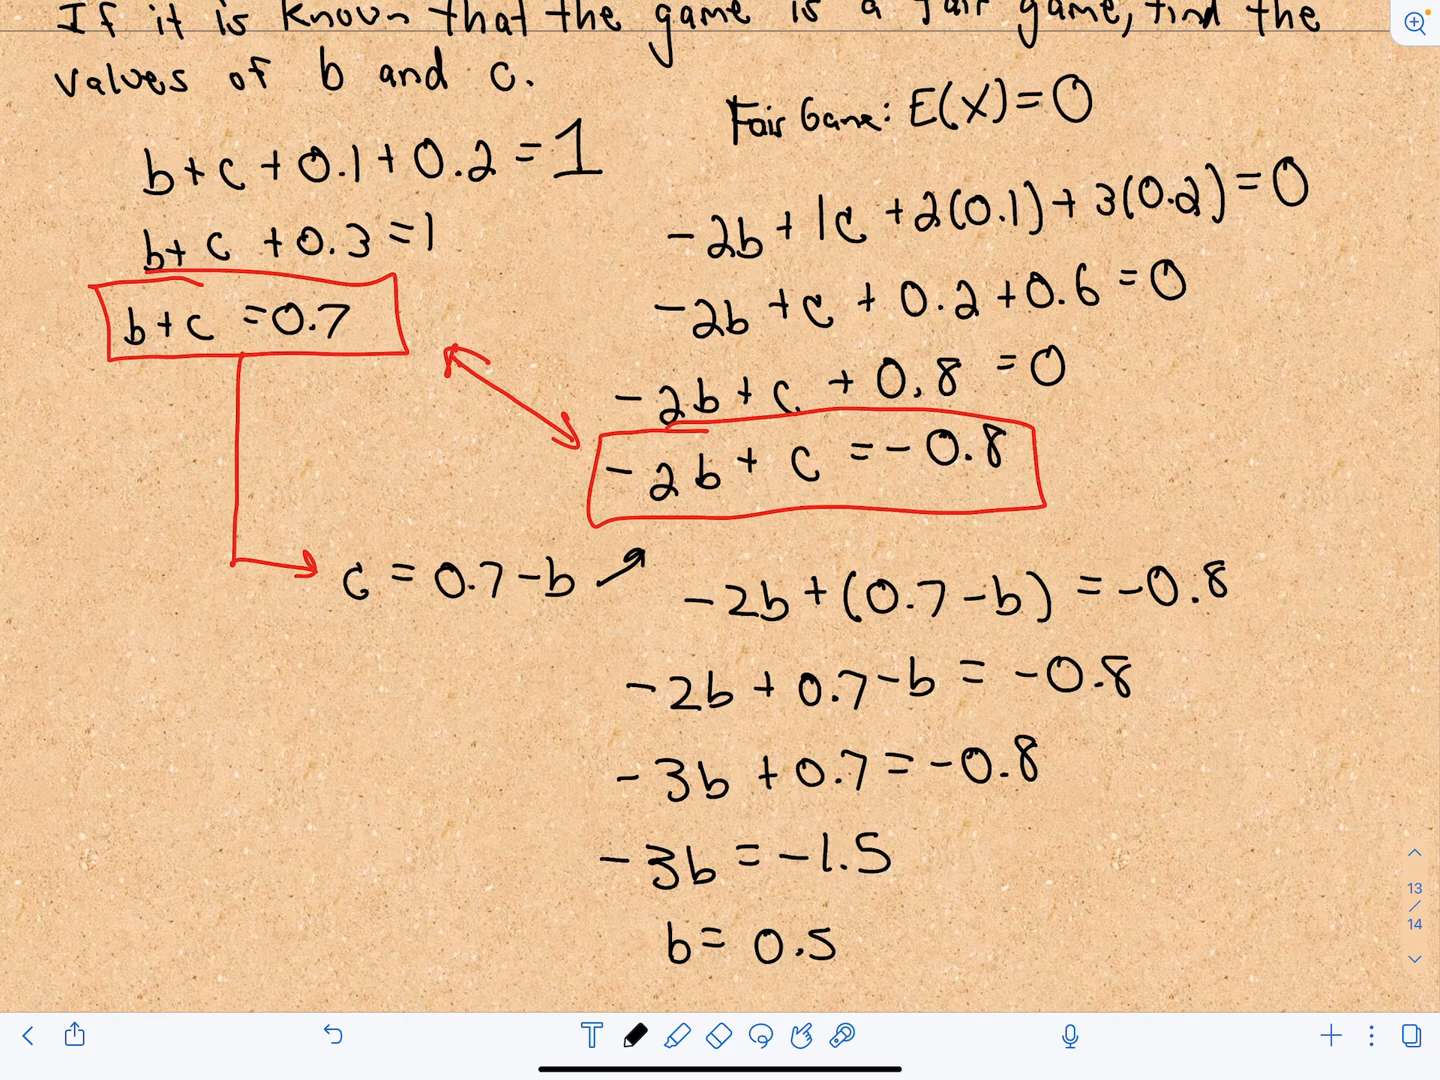 If it is known that the game is a fair game, find the
values of b and c.
Fair Game: E(X)=0
b+c+0.1+0.2=1
b+c+0.3=1
b+c=0.7
-2b+1c+2(0.1)+3(0.2)=0
-2b+c+0.2+0.6=0
-2b+c+0.8=0
-2b+c=-0.8
c=0.7-b
-2b+(0.7-b)=-0.8
-2b+0.7-b=-0.8
-3b+0.7=-0.8
-3b=-1.5
b=0.5
13
/
14
T